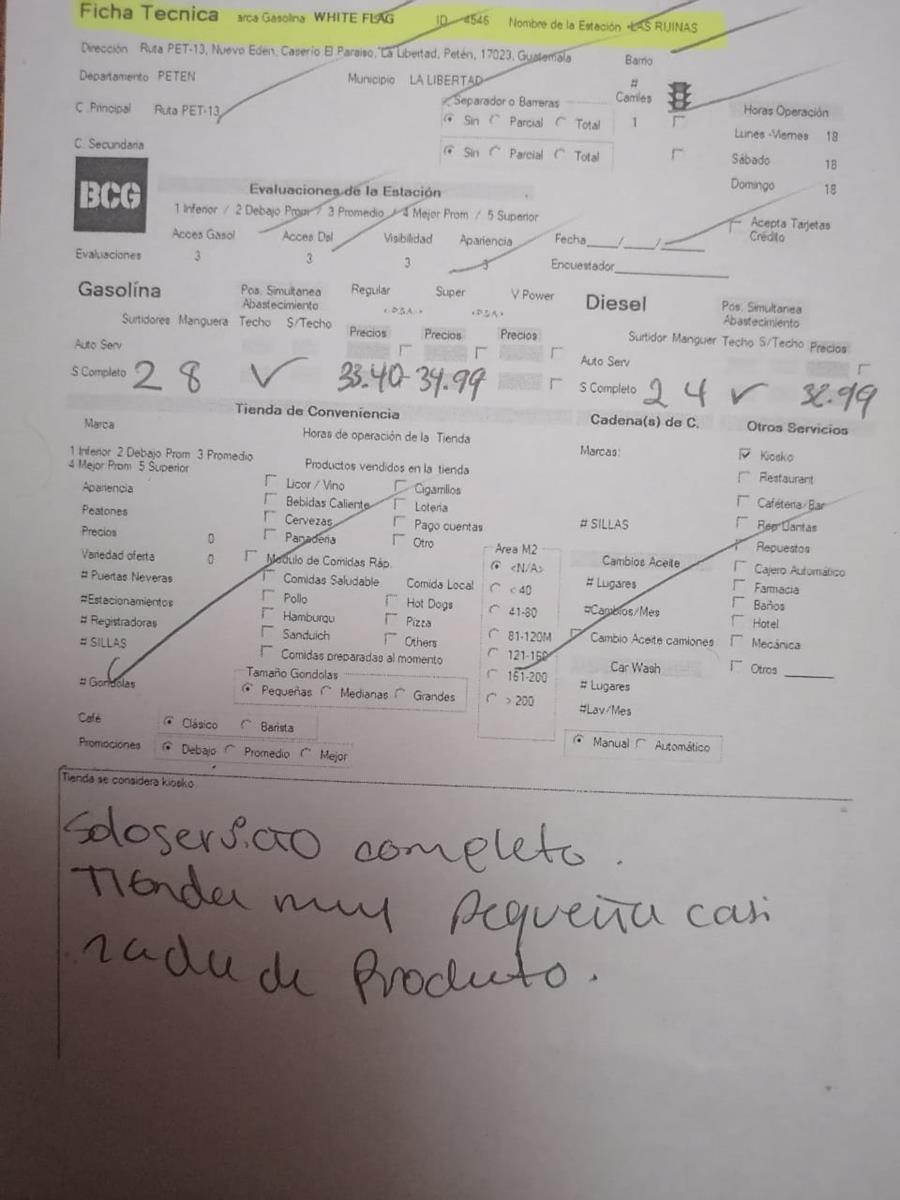 Ficha Tecnica arca Gasolina WHITE FLAG ID 4546 Nombre de la Estación LAS RUINAS
Dirección Ruta PET-13, Nuevo Eden, Caserío El Paraiso, La Libertad, Petén, 17023, Guatemala Barrio
Departamento PETEN Municipio LA LIBERTAD # Carriles
C .Principal Ruta PET-13 Separador o Barreras Horas Operación
Sin Parcial Total 1 Lunes -Viernes 18
C. Secundaria Sin Parcial Total Sábado 18
Domingo 18
BCG
Evaluaciones de la Estación
1 Inferior / 2 Debajo Prom / 3 Promedio / 4 Mejor Prom / 5 Superior
Acepta Tarjetas Crédito
Acces Gasol Acces Dsl Visibilidad Apariencia Fecha___/___/____
Evaluaciones 3 3 3 3 Encuestador
Gasolína Pos. Simultanea Abastecimiento Regular Super V Power Diesel Pos. Simultanea Abastecimiento
Surtidores Manguera Techo S/Techo Precios Precios Precios Surtidor Manguer Techo S/Techo Precios
Auto Serv Auto Serv
S Completo 2 8 ✓ 33.40 34.99 S Completo 2 4 ✓ 32.99
Tienda de Conveniencia Cadena(s) de C. Otros Servicios
Marca Horas de operación de la Tienda Marcas: Kiosko
1 Inferior 2 Debajo Prom 3 Promedio
4 Mejor Prom 5 Superior Productos vendidos en la tienda Restaurant
Apariencia Licor / Vino Cigarrillos Cafétería/Bar
Peatones Bebidas Caliente Loteria # SILLAS Rep Llantas
Precios 0 Cervezas Pago cuentas Repuestos
Panaderia Otro Area M2
Variedad oferta 0 Modulo de Comidas Ráp. <N/A> Cambios Aceite Cajero Automático
# Puertas Neveras Comidas Saludable Comida Local < 40 # Lugares Farmacia
#Estacionamientos Pollo Hot Dogs 41-80 #Cambios/Mes Baños
# Registradoras Hamburqu Pizza 81-120M Cambio Aceite camiones Hotel
# SILLAS Sanduich Others 121-160 Mecánica
Comidas preparadas al momento Car Wash Otros
# Gondolas Tamaño Gondolas 161-200 # Lugares
Pequeñas Medianas Grandes > 200 #Lav/Mes
Café Clásico Barista Manual Automático
Promociones Debajo Promedio Mejor
Tienda se considera kiosko
Solo servicio completo.
Tienda muy pequeña casi
nada de Produto.